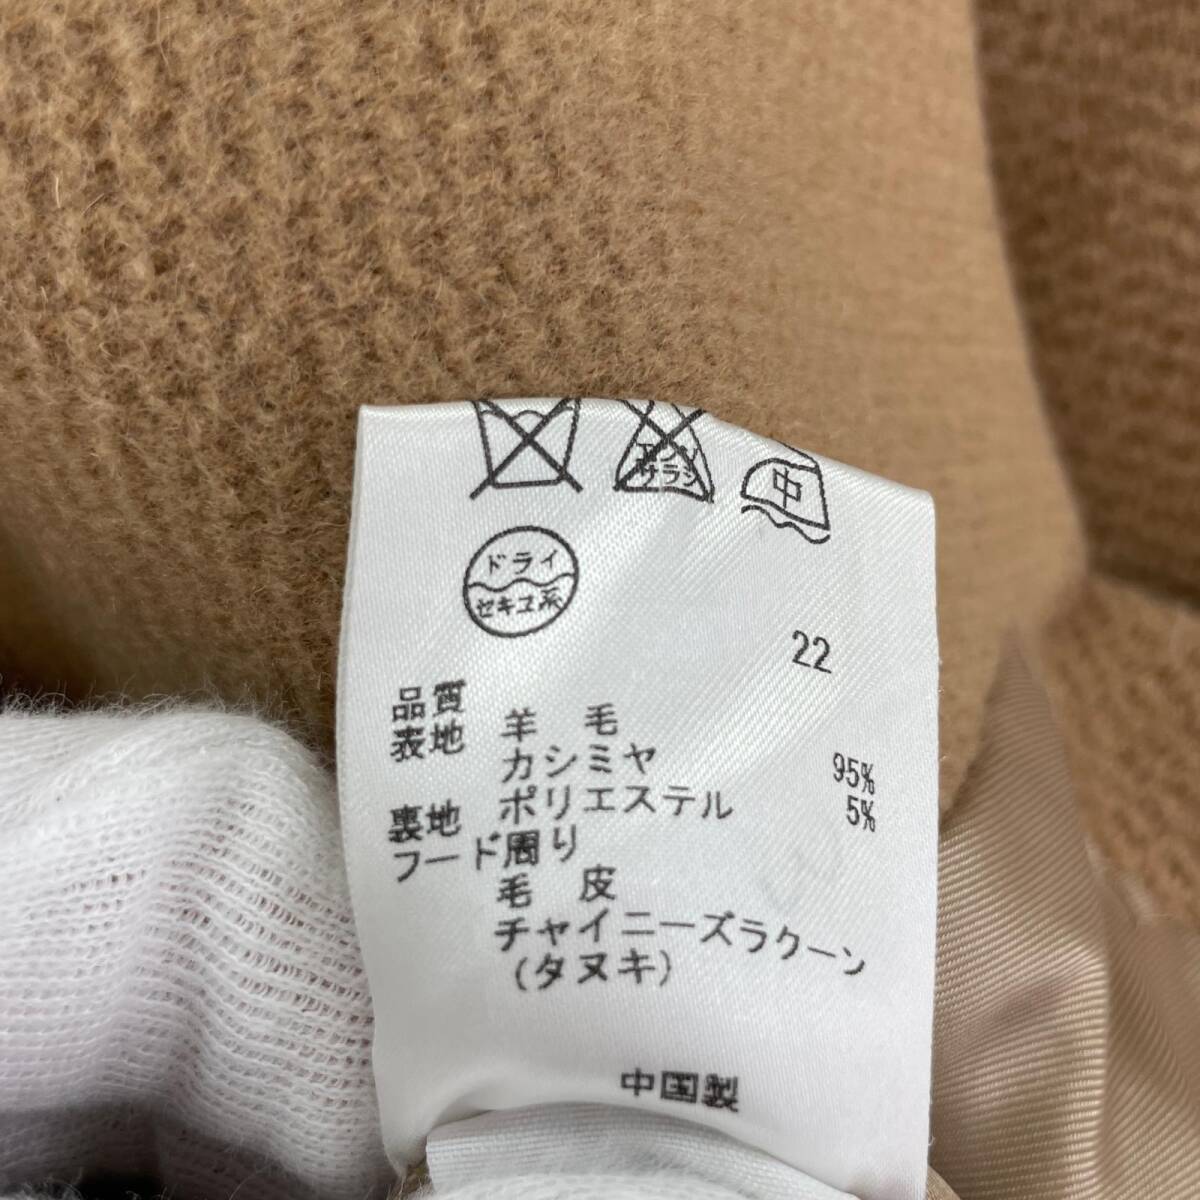 エンソ
サラシ
中
ドライ
セキユ系
22
品質
表地 羊 毛 95%
カシミヤ 5%
裏地 ポリエステル
フード周り
毛 皮
チャイニーズラクーン
(タヌキ)
中国製